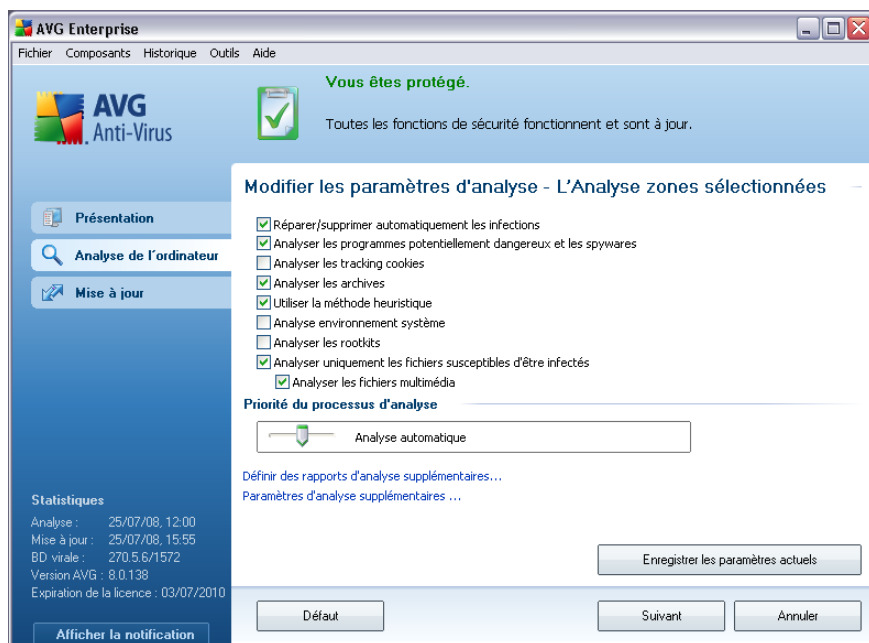 AVG Enterprise
Fichier Composants Historique Outils Aide
AVG
Anti-Virus
Vous êtes protégé.
Toutes les fonctions de sécurité fonctionnent et sont à jour.
Présentation
Analyse de l'ordinateur
Mise à jour
Modifier les paramètres d'analyse - L'Analyse zones sélectionnées
Réparer/supprimer automatiquement les infections
Analyser les programmes potentiellement dangereux et les spywares
Analyser les tracking cookies
Analyser les archives
Utiliser la méthode heuristique
Analyse environnement système
Analyser les rootkits
Analyser uniquement les fichiers susceptibles d'être infectés
Analyser les fichiers multimédia
Priorité du processus d'analyse
Analyse automatique
Définir des rapports d'analyse supplémentaires...
Paramètres d'analyse supplémentaires ...
Statistiques
Analyse : 25/07/08, 12:00
Mise à jour : 25/07/08, 15:55
BD virale : 270.5.6/1572
Version AVG : 8.0.138
Expiration de la licence : 03/07/2010
Afficher la notification
Enregistrer les paramètres actuels
Défaut
Suivant
Annuler